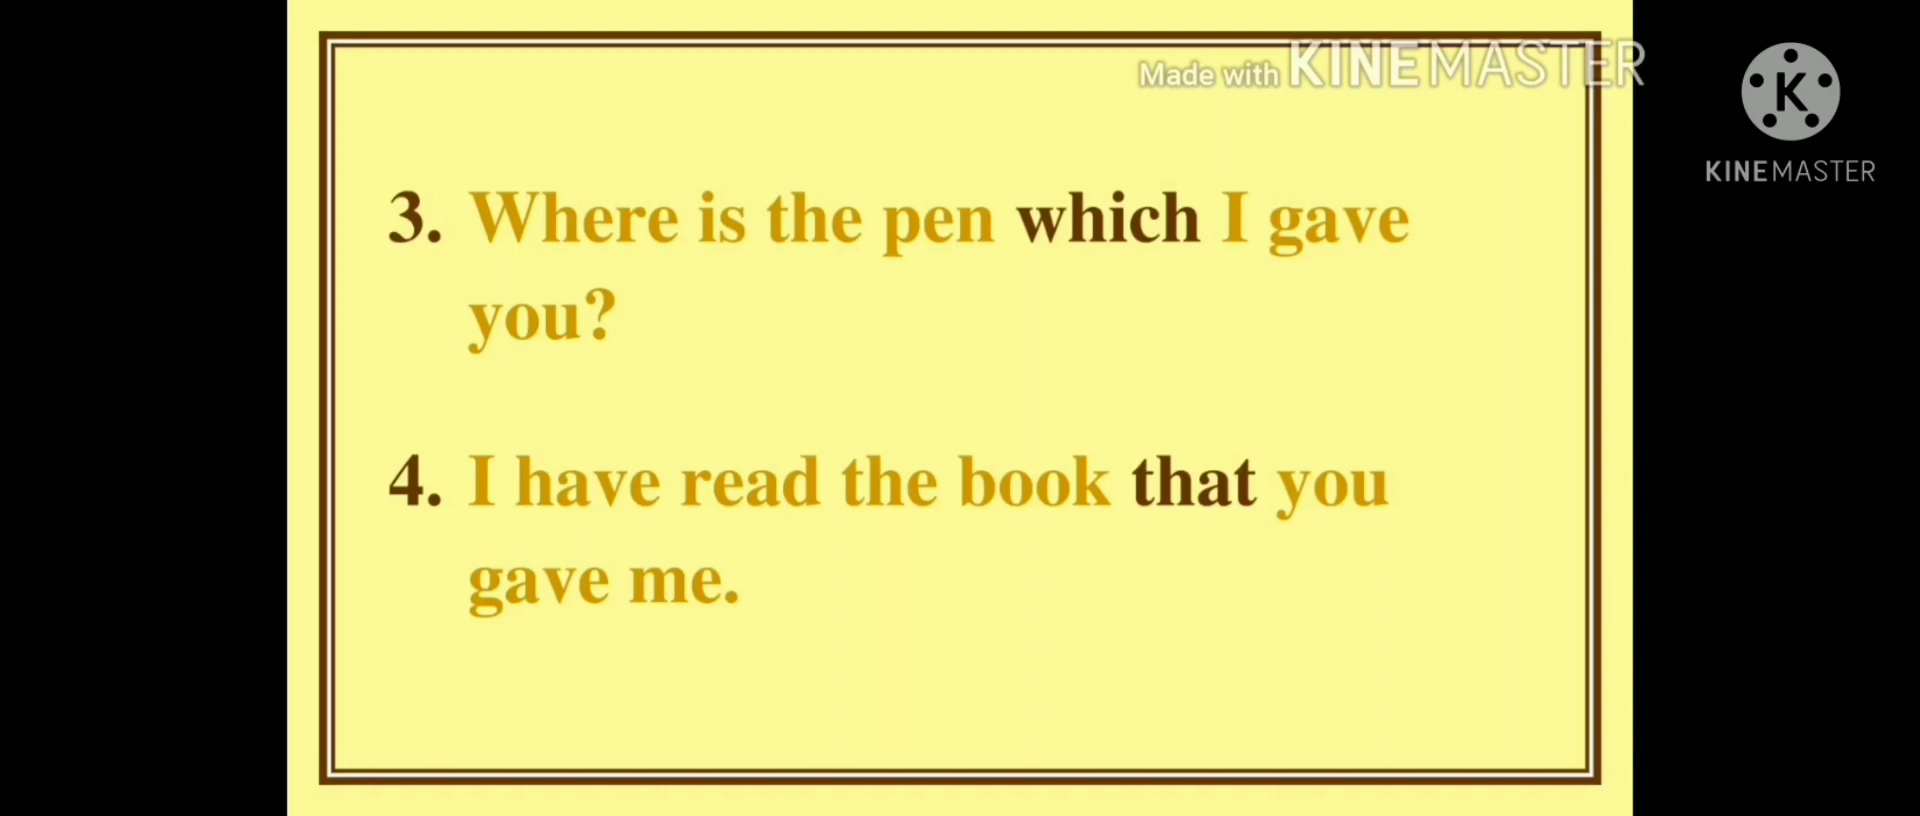 Made with KINEMASTER
KINEMASTER
3. Where is the pen which I gave
you?
4. I have read the book that you
gave me.